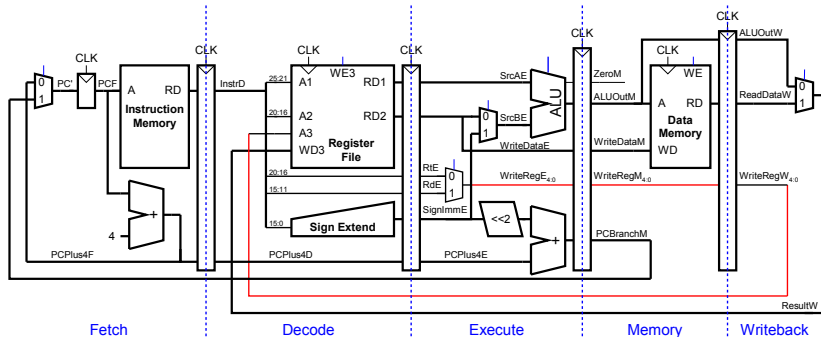 CLK
CLK
CLK
CLK
CLK
CLK
CLK
ALUOutW
0
1
PC'
PCF
A
RD
Instruction
Memory
InstrD
25:21
A1
WE3
RD1
20:16
A2
RD2
A3
WD3
Register
File
SrcAE
0
1
SrcBE
ALU
ZeroM
ALUOutM
WriteDataE
WriteDataM
A
RD
WE
Data
Memory
WD
ReadDataW
0
1
20:16
RtE
15:11
RdE
0
1
WriteRegE4:0
WriteRegM4:0
WriteRegW4:0
15:0
Sign Extend
SignImmE
<<2
+
+
4
PCPlus4F
PCPlus4D
PCPlus4E
PCBranchM
ResultW
Fetch
Decode
Execute
Memory
Writeback